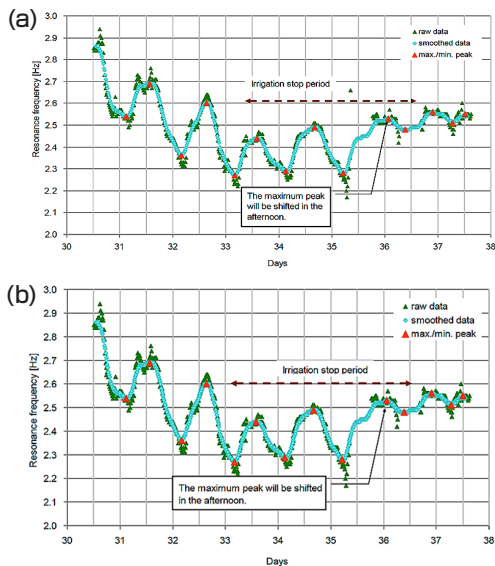 (a)
3.0
2.9
2.8
2.7
2.6
2.5
2.4
2.3
2.2
2.1
2.0
Resonance frequency [Hz]
raw data
smoothed data
max./min. peak
Irrigation stop period
The maximum peak
will be shifted in the
afternoon.
30 31 32 33 34 35 36 37 38
Days
(b)
3.0
2.9
2.8
2.7
2.6
2.5
2.4
2.3
2.2
2.1
2.0
Resonance frequency [Hz]
raw data
smoothed data
max./min. peak
Irrigation stop period
The maximum peak will be shifted
in the afternoon.
30 31 32 33 34 35 36 37 38
Days